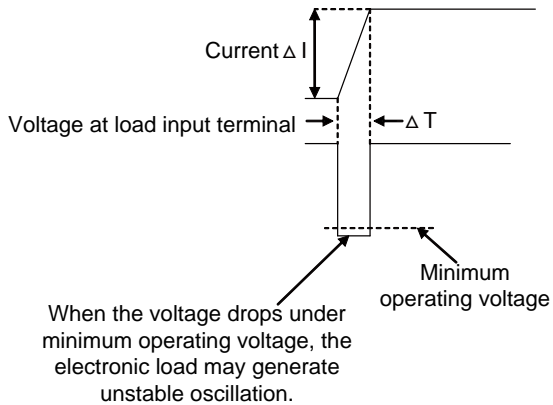 Current Δ I
Voltage at load input terminal
Δ T
Minimum
operating voltage
When the voltage drops under
minimum operating voltage, the
electronic load may generate
unstable oscillation.